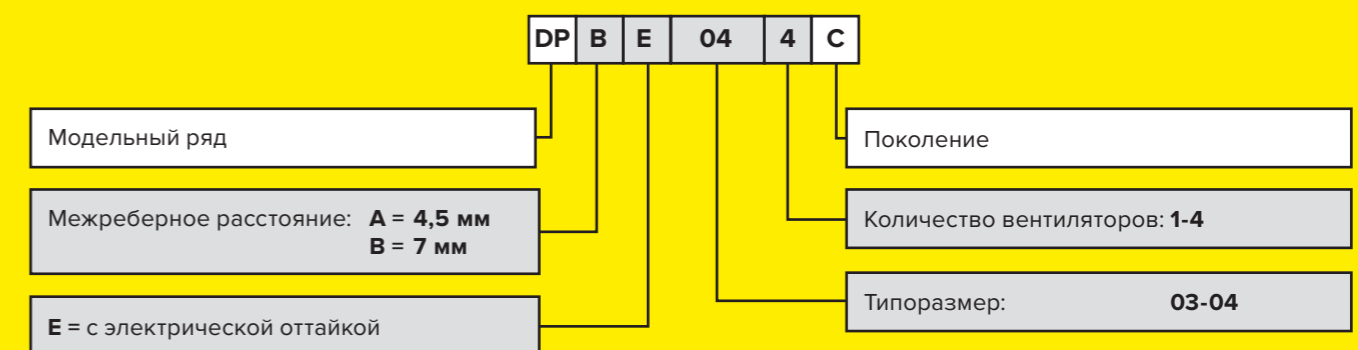 DP B E 04 4 C
Модельный ряд
Поколение
Межреберное расстояние: A = 4,5 мм
B = 7 мм
Количество вентиляторов: 1-4
E = с электрической оттайкой
Типоразмер: 03-04